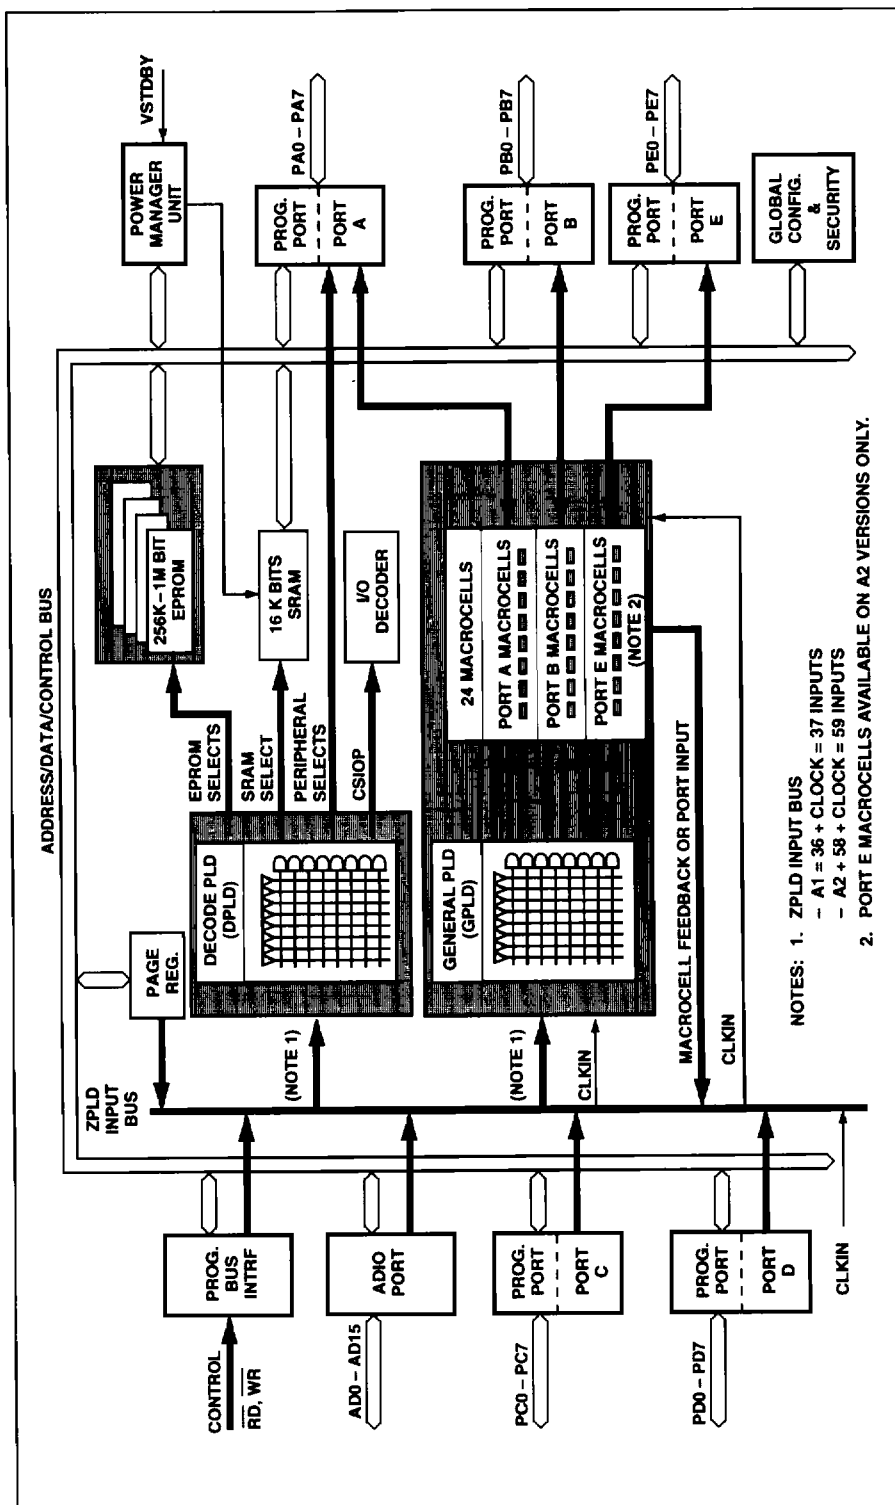 ADDRESS/DATA/CONTROL BUS
CONTROL
RD, WR
PROG.
BUS
INTRF
AD0 – AD15
ADIO
PORT
PC0 – PC7
PROG.
PORT
PORT
C
PD0 – PD7
PROG.
PORT
PORT
D
CLKIN
ZPLD
INPUT
BUS
PAGE
REG.
(NOTE 1)
(NOTE 1)
CLKIN
DECODE PLD
(DPLD)
GENERAL PLD
(GPLD)
EPROM
SELECTS
SRAM
SELECT
PERIPHERAL
SELECTS
CSIOP
256K – 1M BIT
EPROM
16 K BITS
SRAM
I/O
DECODER
24 MACROCELLS
PORT A MACROCELLS
PORT B MACROCELLS
PORT E MACROCELLS
(NOTE 2)
MACROCELL FEEDBACK OR PORT INPUT
CLKIN
VSTDBY
POWER
MANAGER
UNIT
PROG.
PORT
PORT
A
PA0 – PA7
PROG.
PORT
PORT
B
PB0 – PB7
PROG.
PORT
PORT
E
PE0 – PE7
GLOBAL
CONFIG.
&
SECURITY
NOTES: 1. ZPLD INPUT BUS
– A1 = 36 + CLOCK = 37 INPUTS
– A2 + 58 + CLOCK = 59 INPUTS
2. PORT E MACROCELLS AVAILABLE ON A2 VERSIONS ONLY.